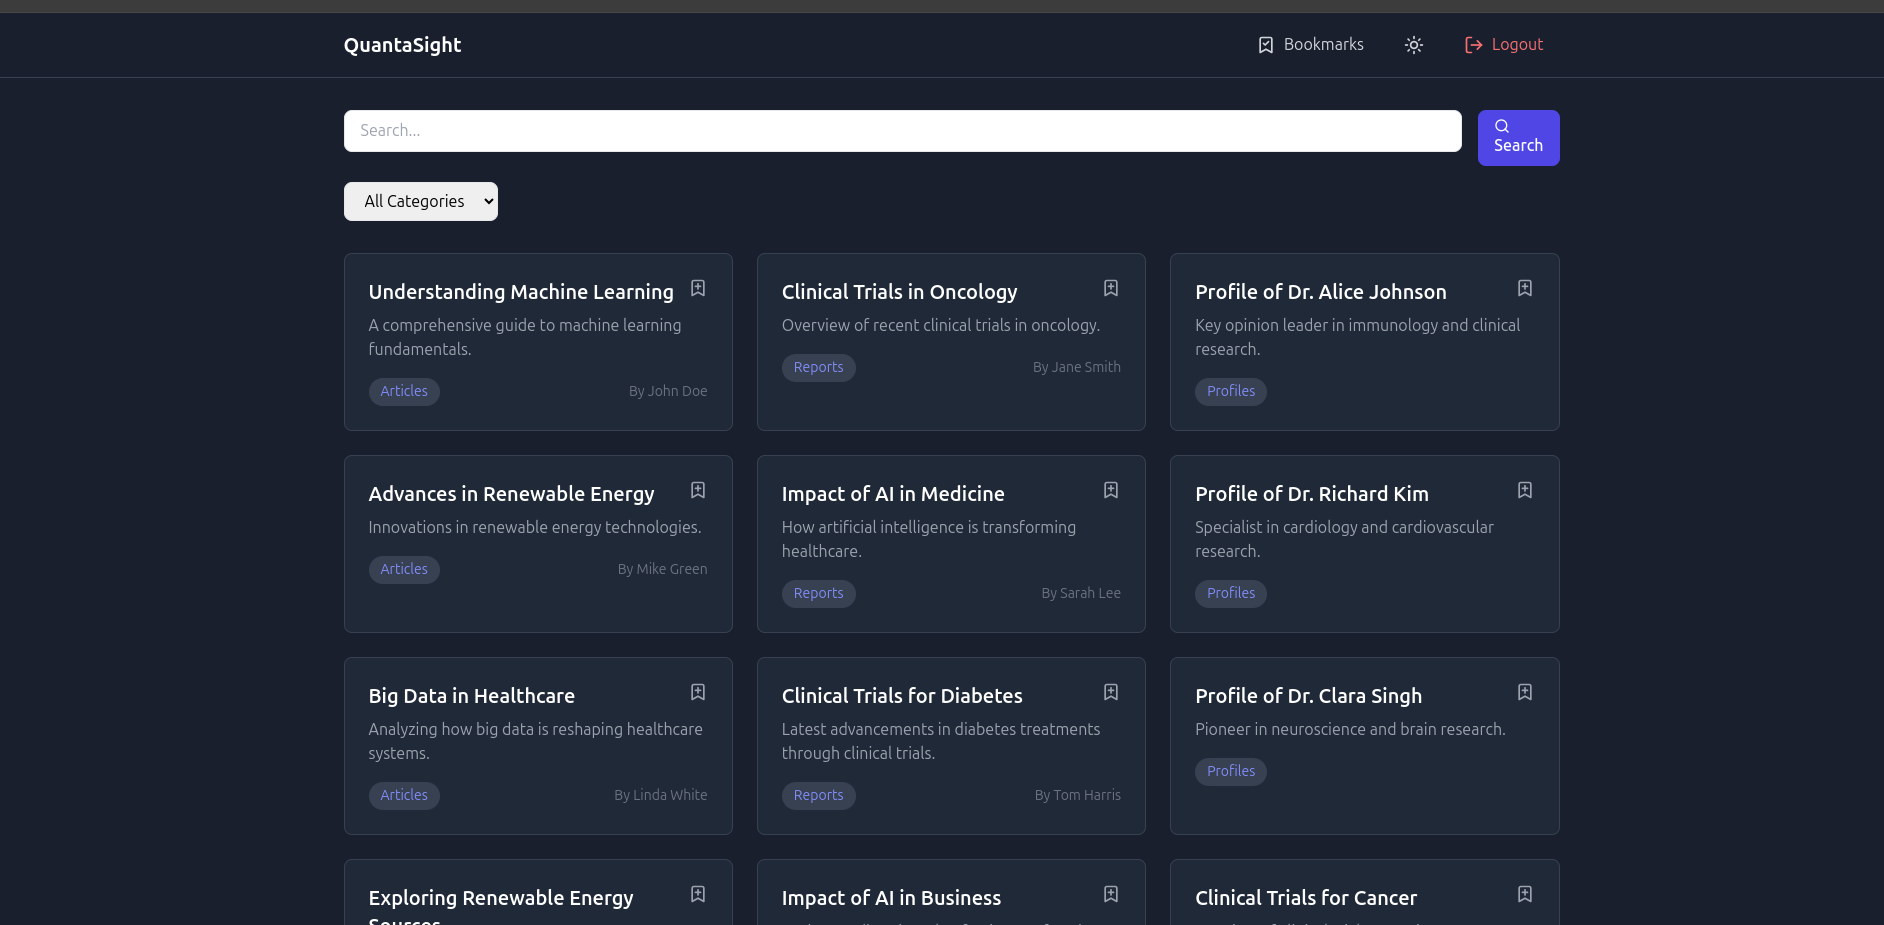 QuantaSight
Bookmarks
Logout
Search...
Search
All Categories
Understanding Machine Learning
A comprehensive guide to machine learning
fundamentals.
Articles
By John Doe
Clinical Trials in Oncology
Overview of recent clinical trials in oncology.
Reports
By Jane Smith
Profile of Dr. Alice Johnson
Key opinion leader in immunology and clinical
research.
Profiles
Advances in Renewable Energy
Innovations in renewable energy technologies.
Articles
By Mike Green
Impact of AI in Medicine
How artificial intelligence is transforming
healthcare.
Reports
By Sarah Lee
Profile of Dr. Richard Kim
Specialist in cardiology and cardiovascular
research.
Profiles
Big Data in Healthcare
Analyzing how big data is reshaping healthcare
systems.
Articles
By Linda White
Clinical Trials for Diabetes
Latest advancements in diabetes treatments
through clinical trials.
Reports
By Tom Harris
Profile of Dr. Clara Singh
Pioneer in neuroscience and brain research.
Profiles
Exploring Renewable Energy
Sources
Impact of AI in Business
Clinical Trials for Cancer